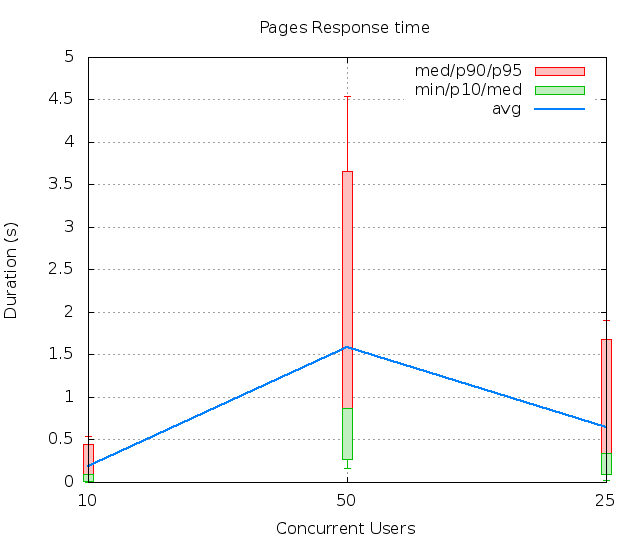 Pages Response time
med/p90/p95
min/p10/med
avg
5
4.5
4
3.5
3
2.5
2
1.5
1
0.5
0
Duration (s)
10 50 25
Concurrent Users